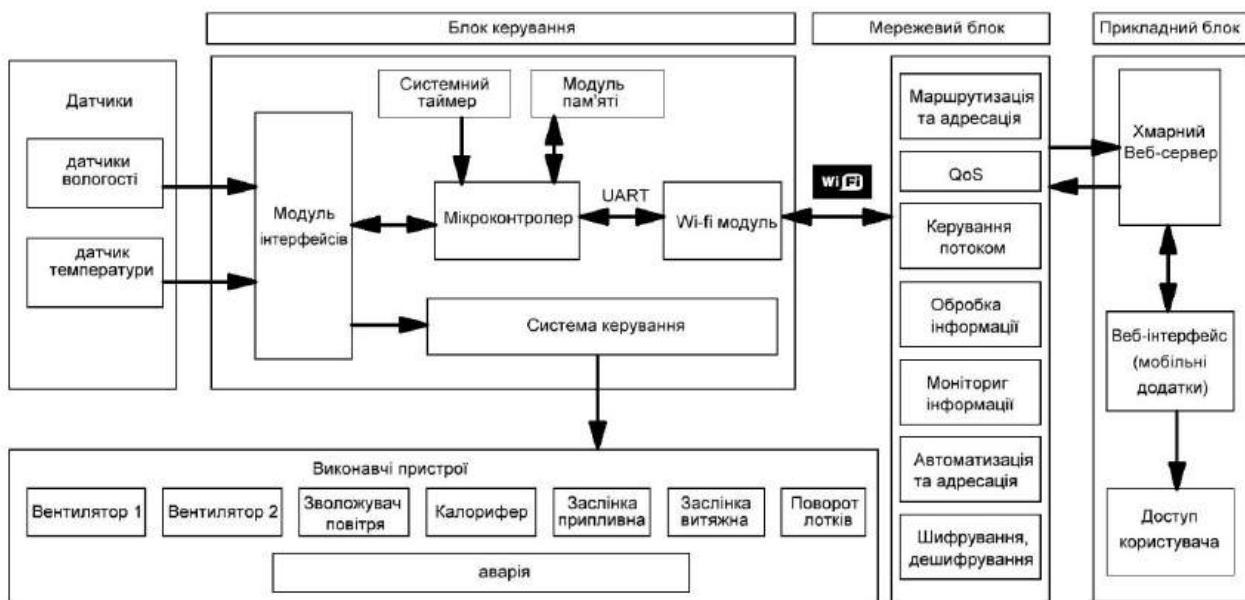 Блок керування
Мережевий блок
Прикладний блок
Датчики
датчики
вологості
датчик
температури
Модуль
інтерфейсів
Системний
таймер
Модуль
пам'яті
Мікроконтролер
UART
Wi-fi модуль
Система керування
Wi Fi
Маршрутизація
та адресація
QoS
Керування
потоком
Обробка
інформації
Моніториг
інформації
Автоматизація
та адресація
Шифрування,
дешифрування
Хмарний
Веб-сервер
Веб-інтерфейс
(мобільні
додатки)
Доступ
користувача
Виконавчі пристрої
Вентилятор 1
Вентилятор 2
Зволожувач
повітря
Калорифер
Заслінка
припливна
Заслінка
витяжна
Поворот
лотків
аварія